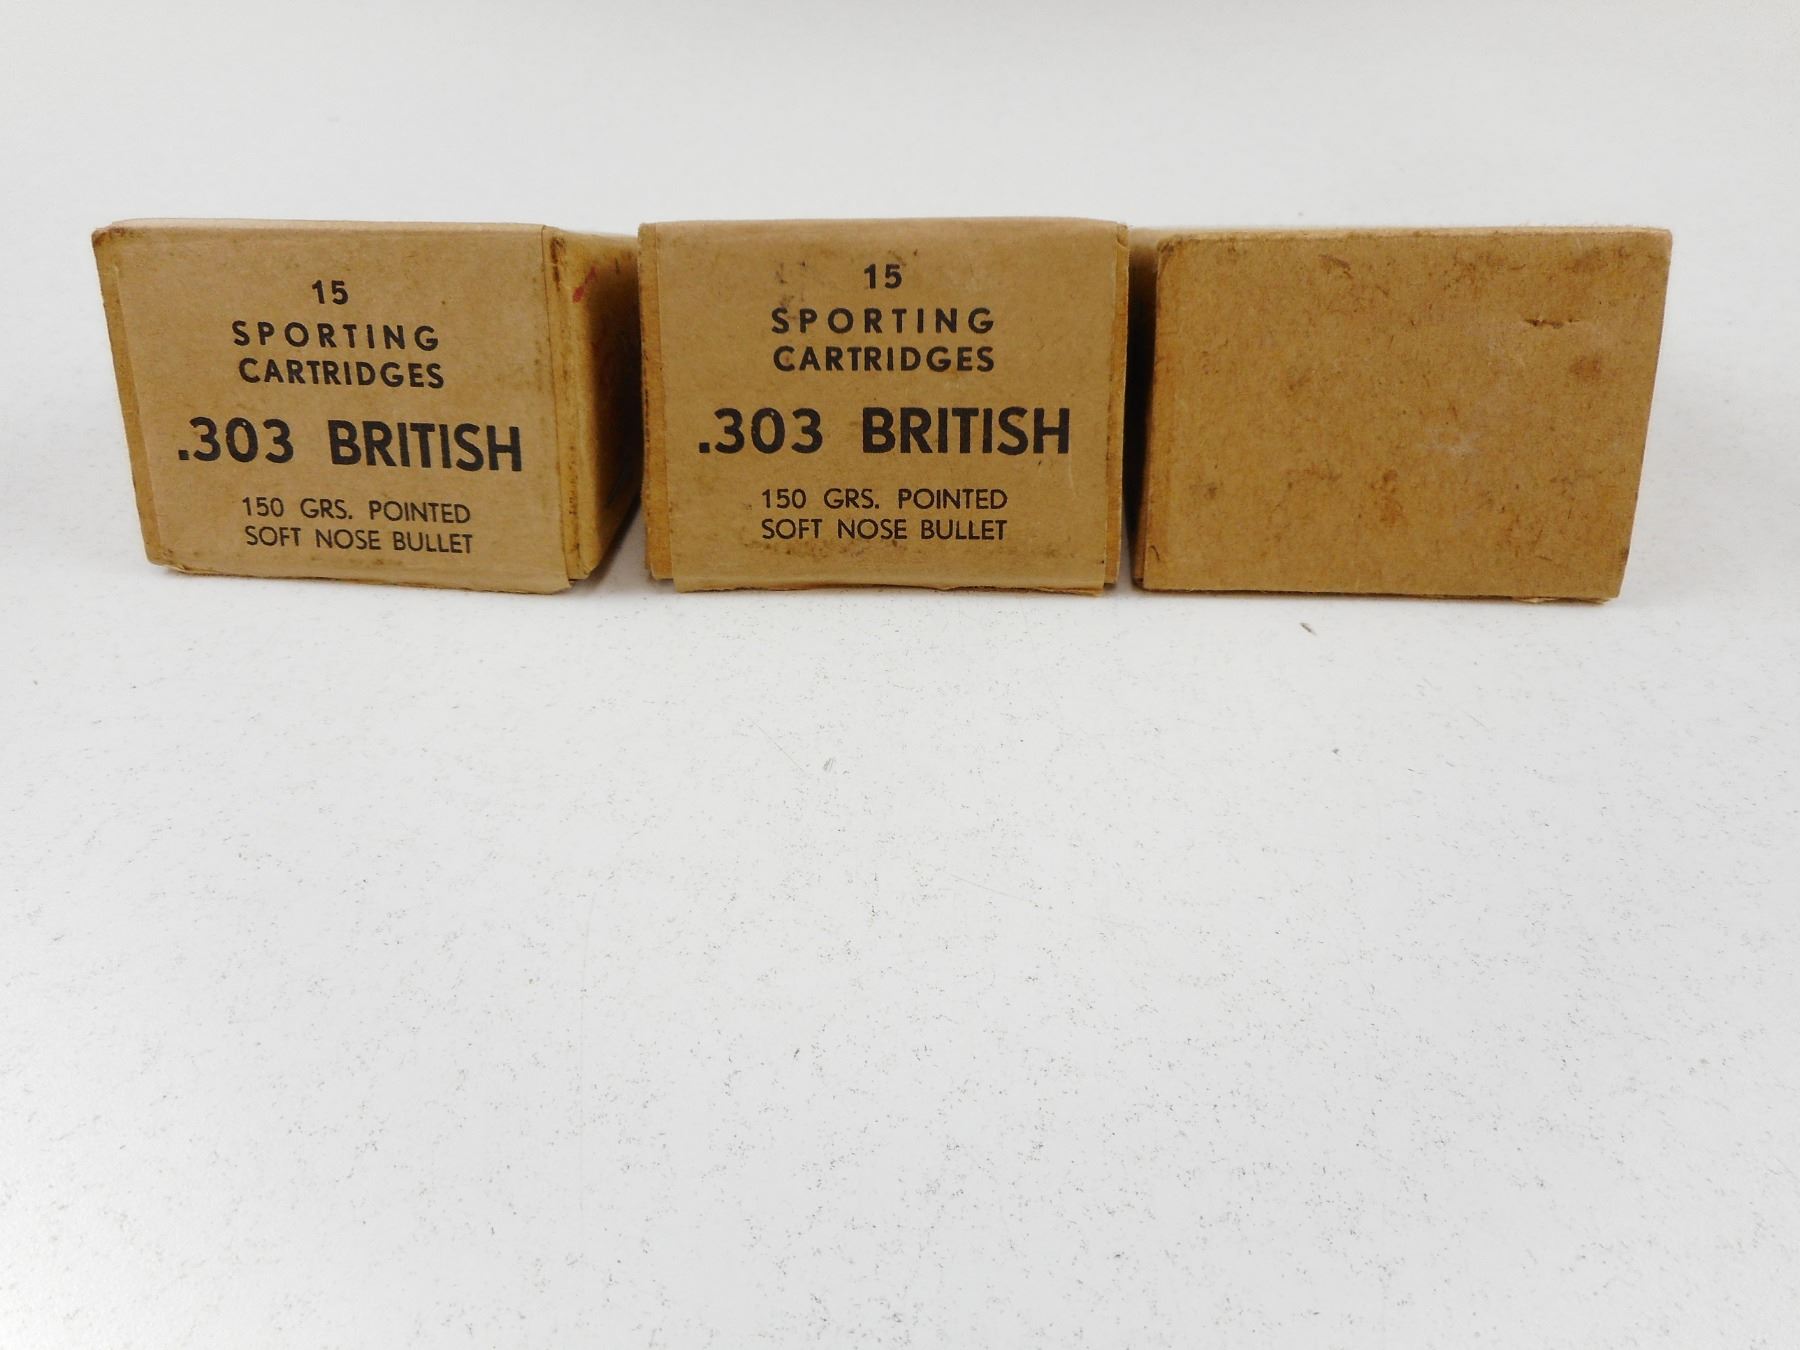 15
SPORTING
CARTRIDGES
.303 BRITISH
150 GRS. POINTED
SOFT NOSE BULLET
15
SPORTING
CARTRIDGES
.303 BRITISH
150 GRS. POINTED
SOFT NOSE BULLET